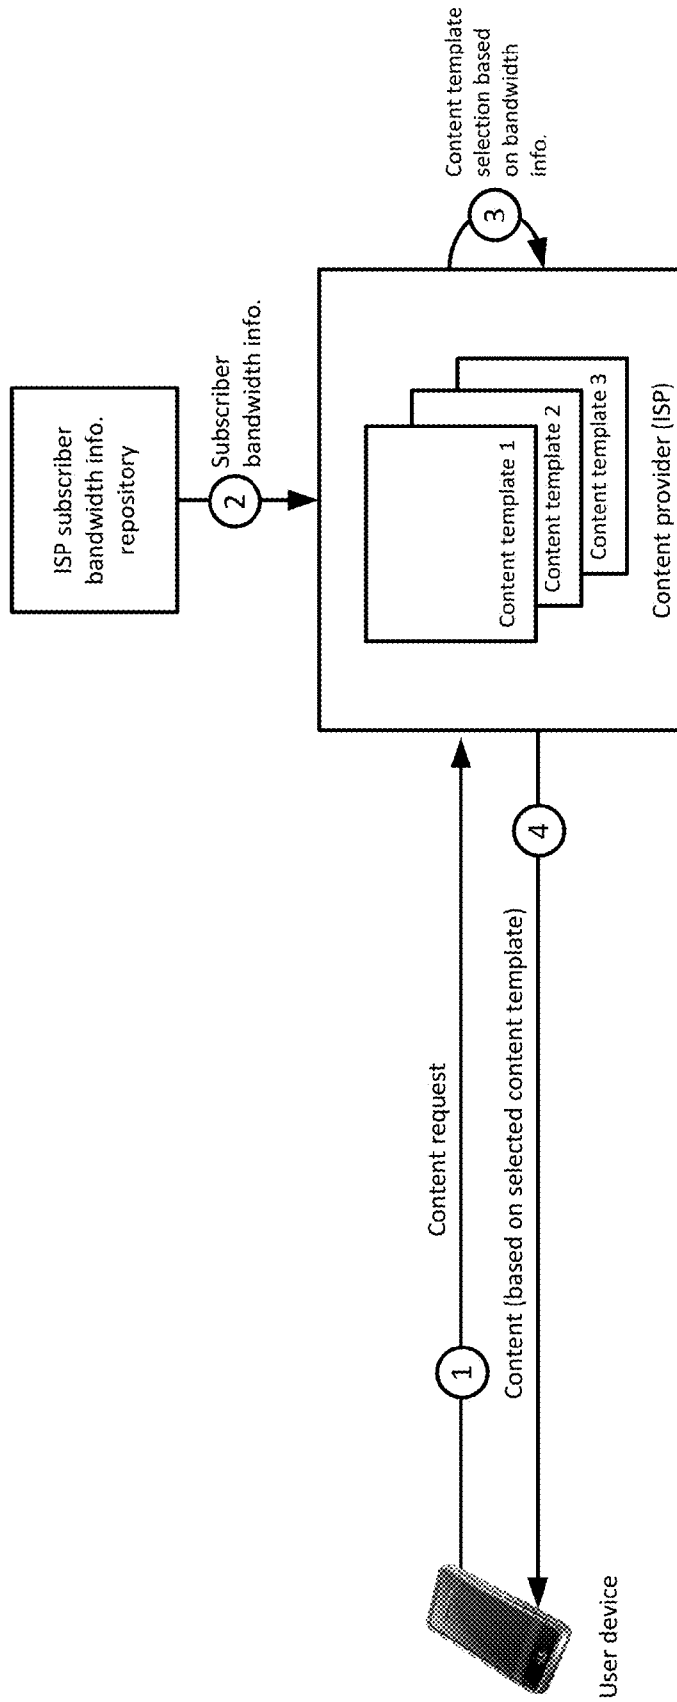 ISP subscriber
bandwidth info.
repository
2
Subscriber
bandwidth info.
User device
1
Content request
Content (based on selected content template)
4
Content template 1
Content template 2
Content template 3
Content provider (ISP)
3
Content template
selection based
on bandwidth
info.